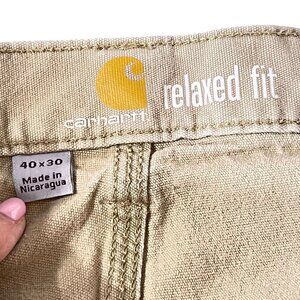 carhartt
relaxed fit
40x30
Made in
Nicaragua